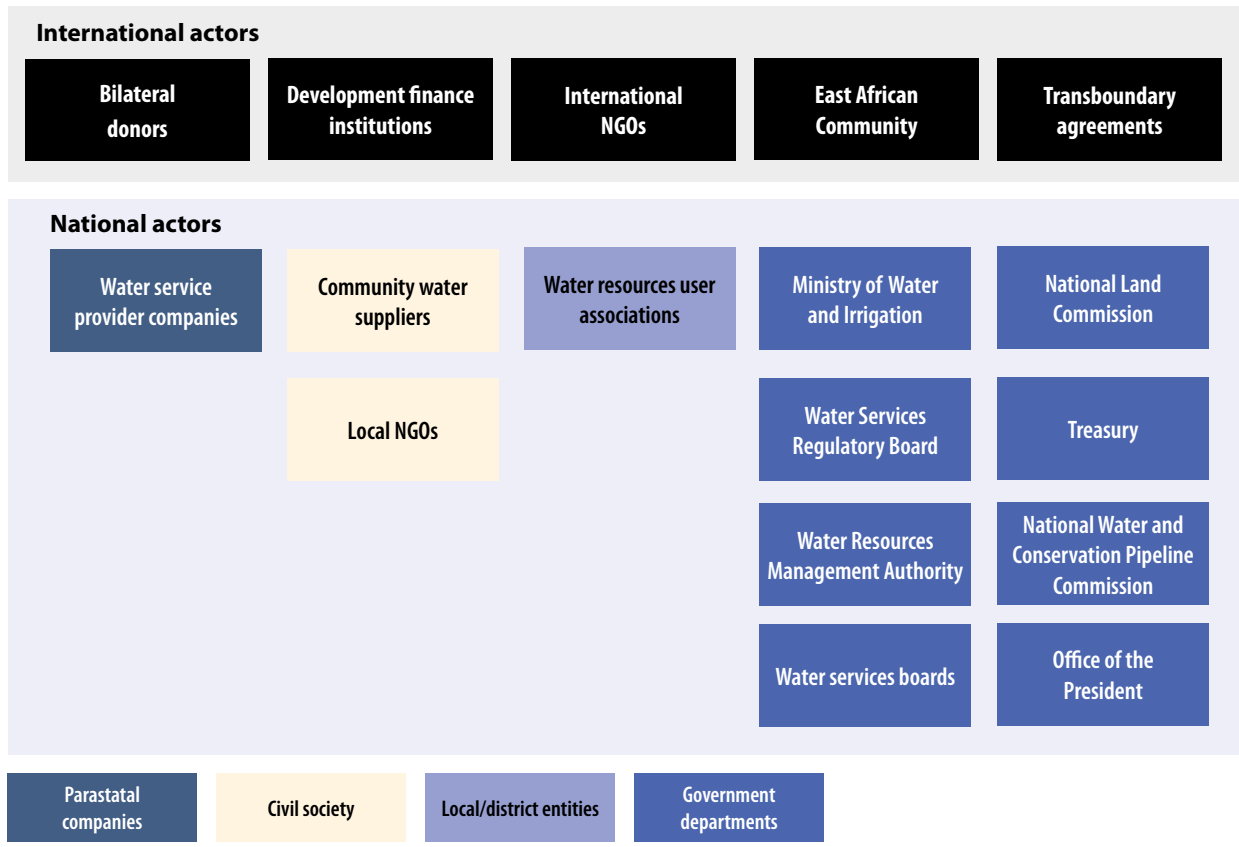 International actors
Bilateral
donors
Development finance
institutions
International
NGOs
East African
Community
Transboundary
agreements
National actors
Water service
provider companies
Community water
suppliers
Water resources user
associations
Ministry of Water
and Irrigation
National Land
Commission
Local NGOs
Water Services
Regulatory Board
Treasury
Water Resources
Management Authority
National Water and
Conservation Pipeline
Commission
Water services boards
Office of the
President
Parastatal
companies
Civil society
Local/district entities
Government
departments